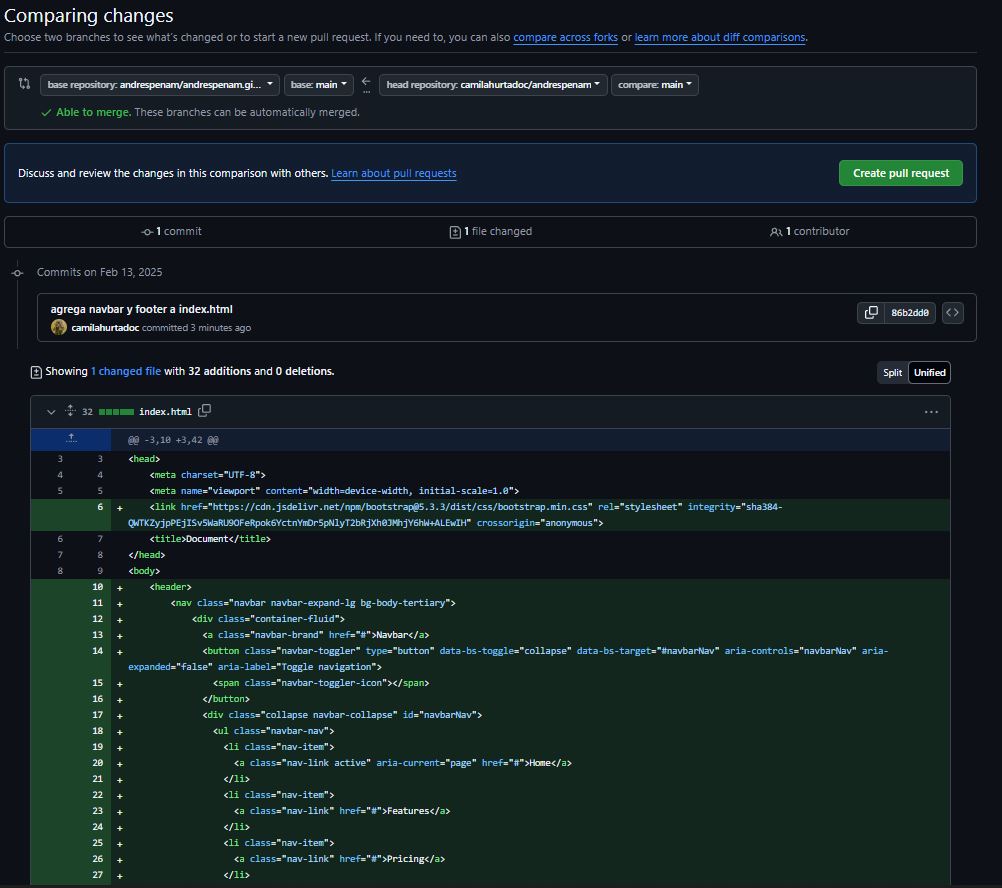 Comparing changes
Choose two branches to see what's changed or to start a new pull request. If you need to, you can also compare across forks or learn more about diff comparisons.
base repository: andrespenam/andrespenam.gi... base: main ← ... head repository: camilahurtadoc/andrespenam compare: main
✓ Able to merge. These branches can be automatically merged.
Discuss and review the changes in this comparison with others. Learn about pull requests Create pull request
1 commit 1 file changed 1 contributor
Commits on Feb 13, 2025
agrega navbar y footer a index.html
camilahurtadoc committed 3 minutes ago 86b2dd0 <>
Showing 1 changed file with 32 additions and 0 deletions. Split Unified
32 index.html ...
@@ -3,10 +3,42 @@
3 3 <head>
4 4 <meta charset="UTF-8">
5 5 <meta name="viewport" content="width=device-width, initial-scale=1.0">
6 + <link href="https://cdn.jsdelivr.net/npm/bootstrap@5.3.3/dist/css/bootstrap.min.css" rel="stylesheet" integrity="sha384-
QWTKZyjpPEjISv5WaRU9OFeRpok6YctnYmDr5pNlyT2bRjXh0JMhjY6hW+ALEwIH" crossorigin="anonymous">
6 7 <title>Document</title>
7 8 </head>
8 9 <body>
10 + <header>
11 + <nav class="navbar navbar-expand-lg bg-body-tertiary">
12 + <div class="container-fluid">
13 + <a class="navbar-brand" href="#">Navbar</a>
14 + <button class="navbar-toggler" type="button" data-bs-toggle="collapse" data-bs-target="#navbarNav" aria-controls="navbarNav" aria-
expanded="false" aria-label="Toggle navigation">
15 + <span class="navbar-toggler-icon"></span>
16 + </button>
17 + <div class="collapse navbar-collapse" id="navbarNav">
18 + <ul class="navbar-nav">
19 + <li class="nav-item">
20 + <a class="nav-link active" aria-current="page" href="#">Home</a>
21 + </li>
22 + <li class="nav-item">
23 + <a class="nav-link" href="#">Features</a>
24 + </li>
25 + <li class="nav-item">
26 + <a class="nav-link" href="#">Pricing</a>
27 + </li>